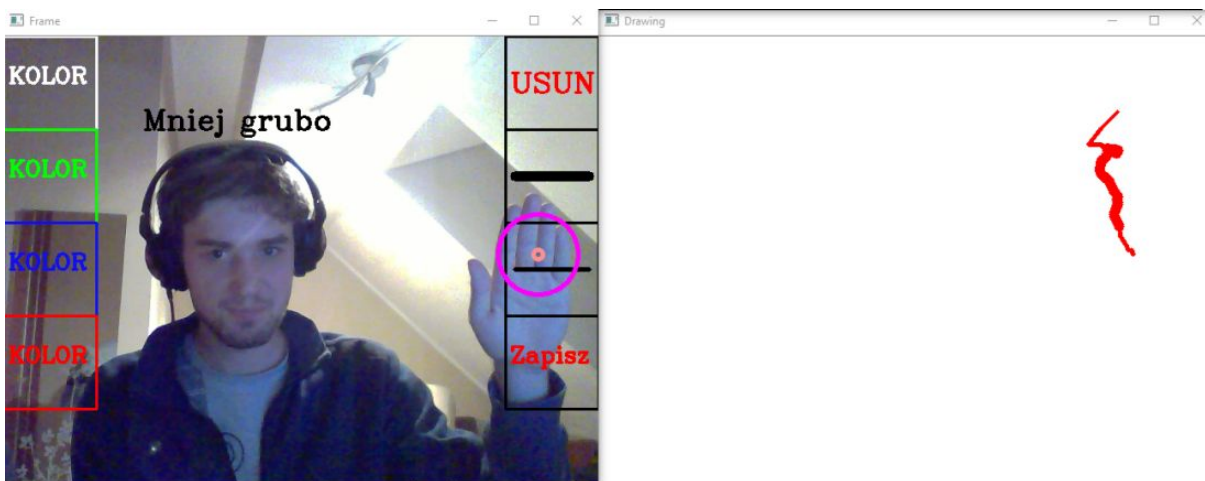 Frame
Drawing
KOLOR
USUN
Mniej grubo
KOLOR
KOLOR
KOLOR
Zapisz